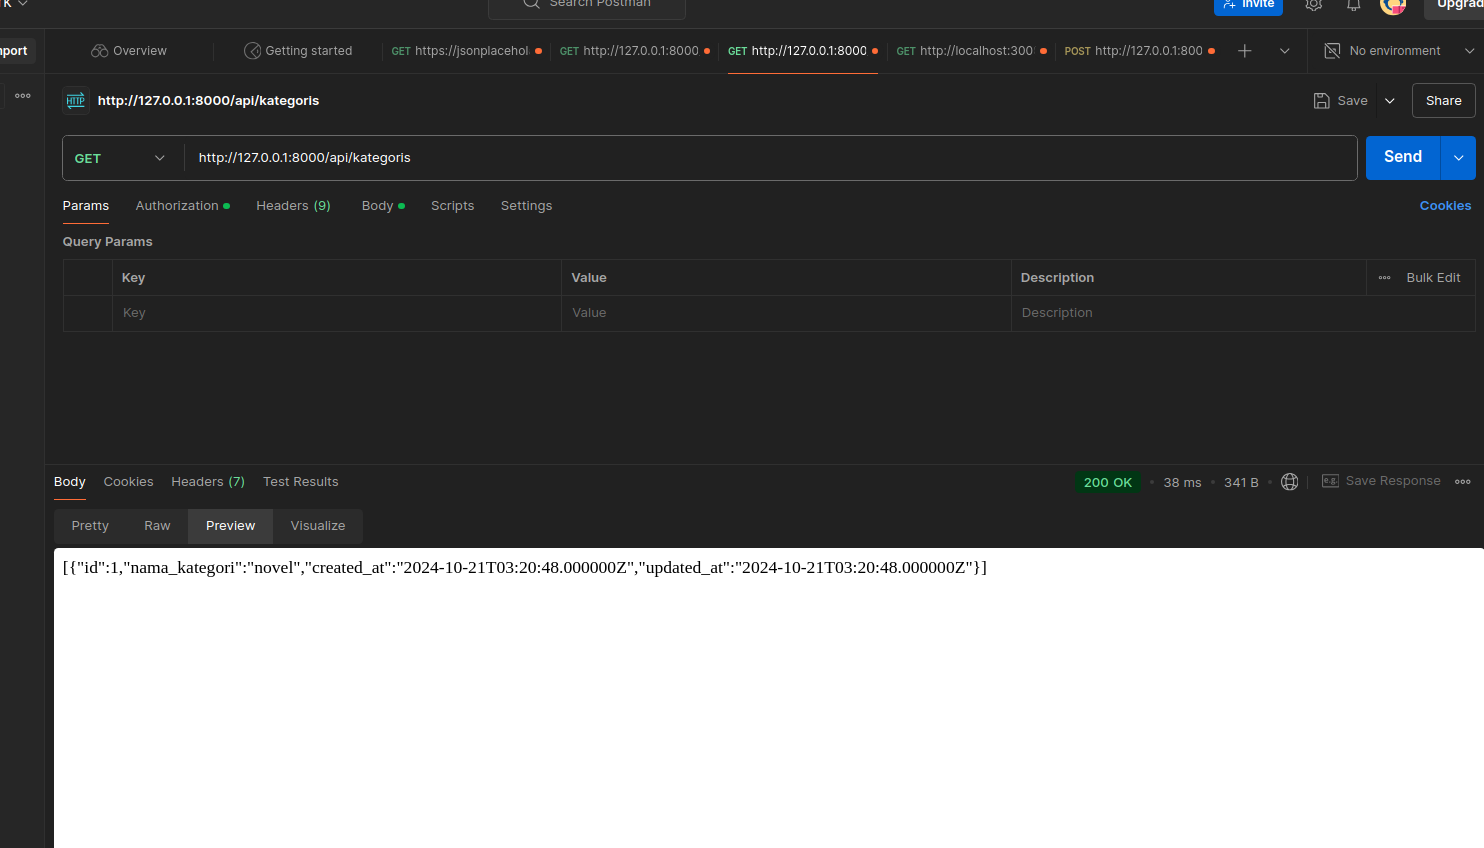 Search Postman
Invite
Upgrad
port
Overview
Getting started
GET https://jsonplacehol
GET http://127.0.0.1:8000
GET http://127.0.0.1:8000
GET http://localhost:300
POST http://127.0.0.1:800
No environment
HTTP http://127.0.0.1:8000/api/kategoris
Save
Share
GET
http://127.0.0.1:8000/api/kategoris
Send
Params Authorization Headers (9) Body Scripts Settings
Cookies
Query Params
Key Value Description Bulk Edit
Key Value Description
Body Cookies Headers (7) Test Results
200 OK • 38 ms • 341 B •
e.g. Save Response
Pretty Raw Preview Visualize
[{"id":1,"nama_kategori":"novel","created_at":"2024-10-21T03:20:48.000000Z","updated_at":"2024-10-21T03:20:48.000000Z"}]